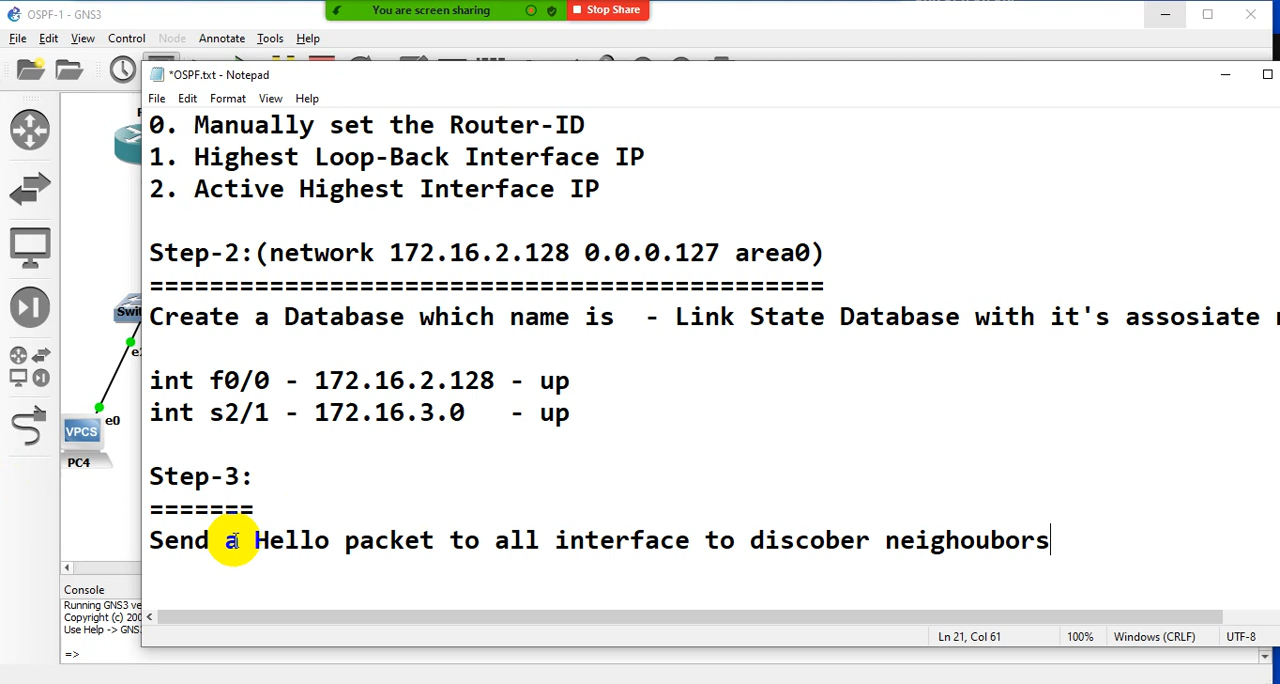 OSPF-1 - GNS3
You are screen sharing
Stop Share
File Edit View Control Node Annotate Tools Help
*OSPF.txt - Notepad
File Edit Format View Help
0. Manually set the Router-ID
1. Highest Loop-Back Interface IP
2. Active Highest Interface IP
Step-2:(network 172.16.2.128 0.0.0.127 area0)
=============================================
Create a Database which name is - Link State Database with it's assosiate
int f0/0 - 172.16.2.128 - up
int s2/1 - 172.16.3.0 - up
Step-3:
=======
Send a Hello packet to all interface to discober neighoubors
Swit
e0
VPCS
PC4
Console
Running GNS3 ve
Copyright (c) 200
Use Help -> GNS3
=>
Ln 21, Col 61
100%
Windows (CRLF)
UTF-8